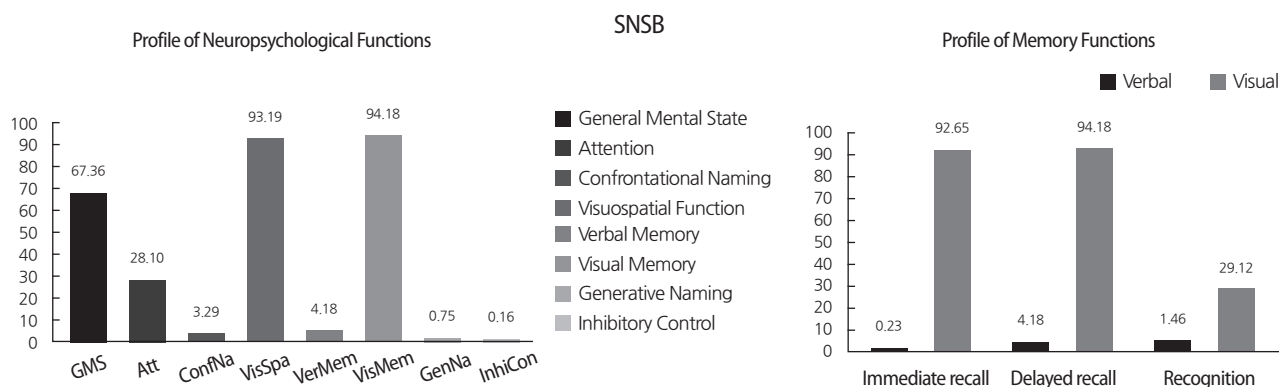 SNSB
Profile of Neuropsychological Functions
100
90
80
70
60
50
40
30
20
10
0
67.36
28.10
3.29
93.19
4.18
94.18
0.75
0.16
GMS
Att
ConfNa
VisSpa
VerMem
VisMem
GenNa
InhiCon
General Mental State
Attention
Confrontational Naming
Visuospatial Function
Verbal Memory
Visual Memory
Generative Naming
Inhibitory Control
Profile of Memory Functions
Verbal Visual
100
90
80
70
60
50
40
30
20
10
0
0.23
92.65
4.18
94.18
1.46
29.12
Immediate recall Delayed recall Recognition